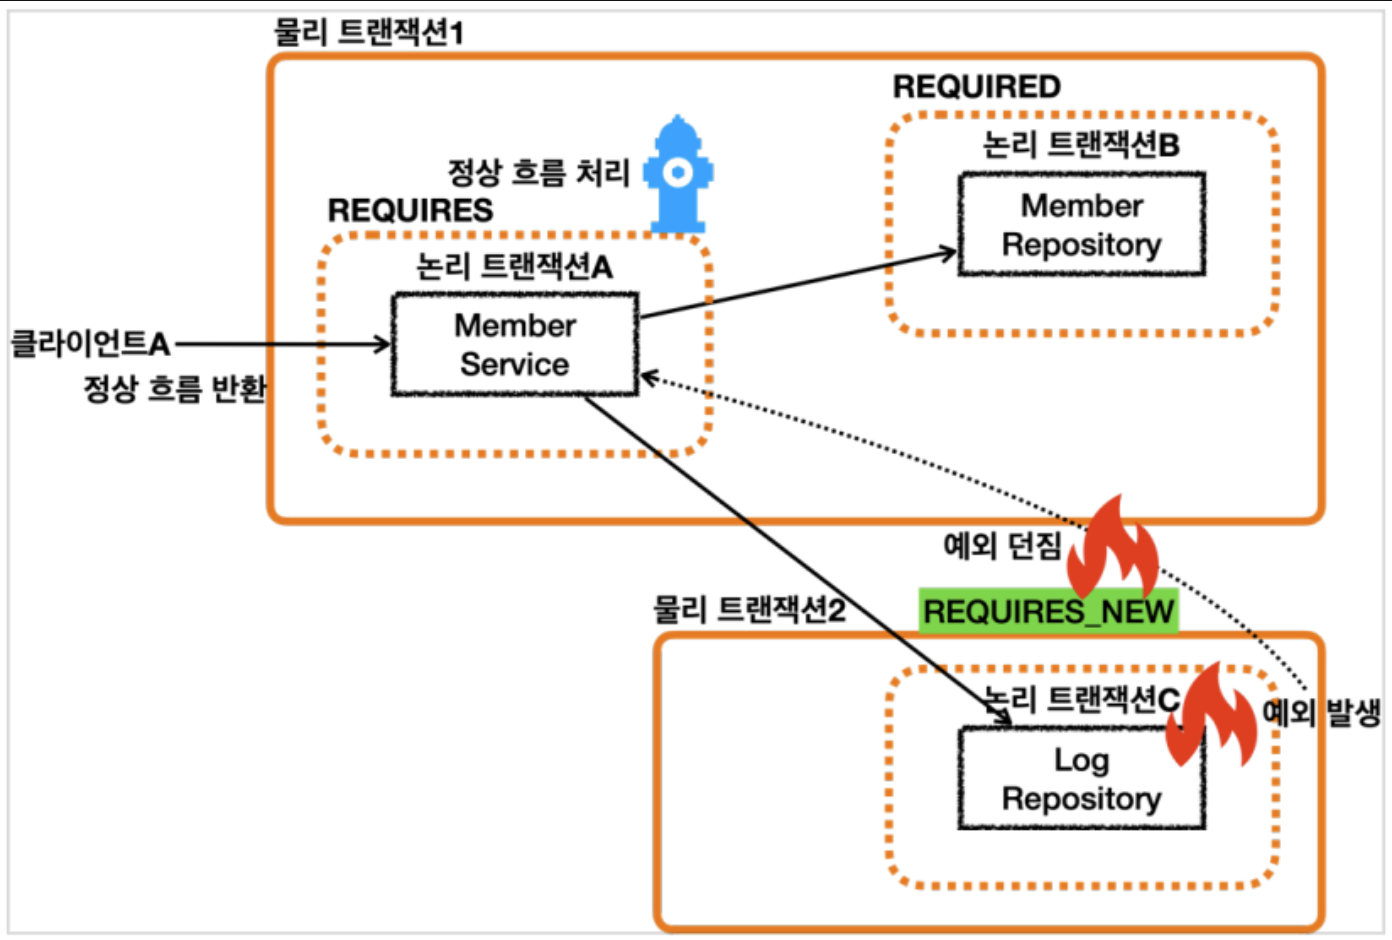 물리 트랜잭션1
REQUIRED
논리 트랜잭션B
Member
Repository
정상 흐름 처리
REQUIRES
논리 트랜잭션A
Member
Service
클라이언트A
정상 흐름 반환
예외 던짐
물리 트랜잭션2
REQUIRES_NEW
논리 트랜잭션C
예외 발생
Log
Repository